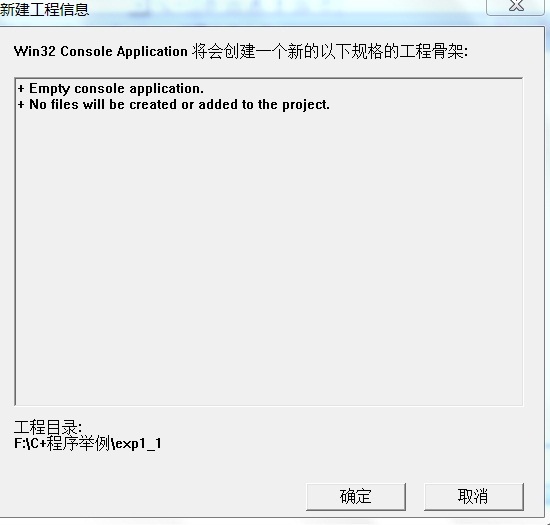 新建工程信息
Win32 Console Application 将会创建一个新的以下规格的工程骨架:
+ Empty console application.
+ No files will be created or added to the project.
工程目录:
F:\C+程序举例\exp1_1
确定 取消